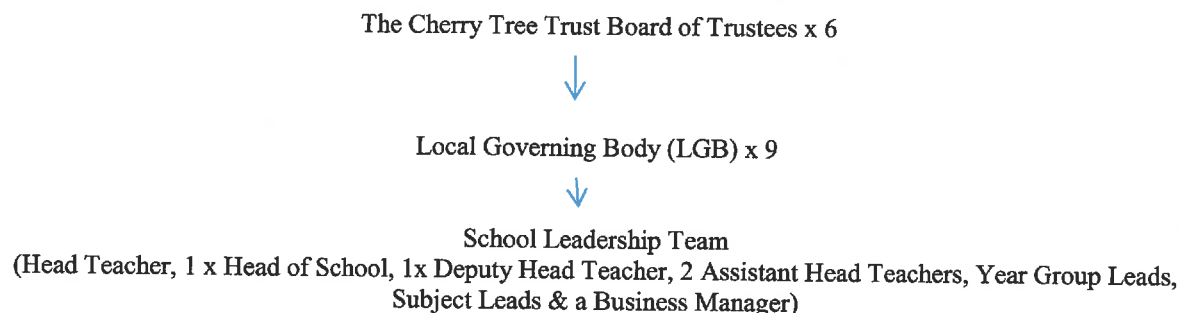 The Cherry Tree Trust Board of Trustees x 6
Local Governing Body (LGB) x 9
School Leadership Team
(Head Teacher, 1 x Head of School, 1x Deputy Head Teacher, 2 Assistant Head Teachers, Year Group Leads,
Subject Leads & a Business Manager)